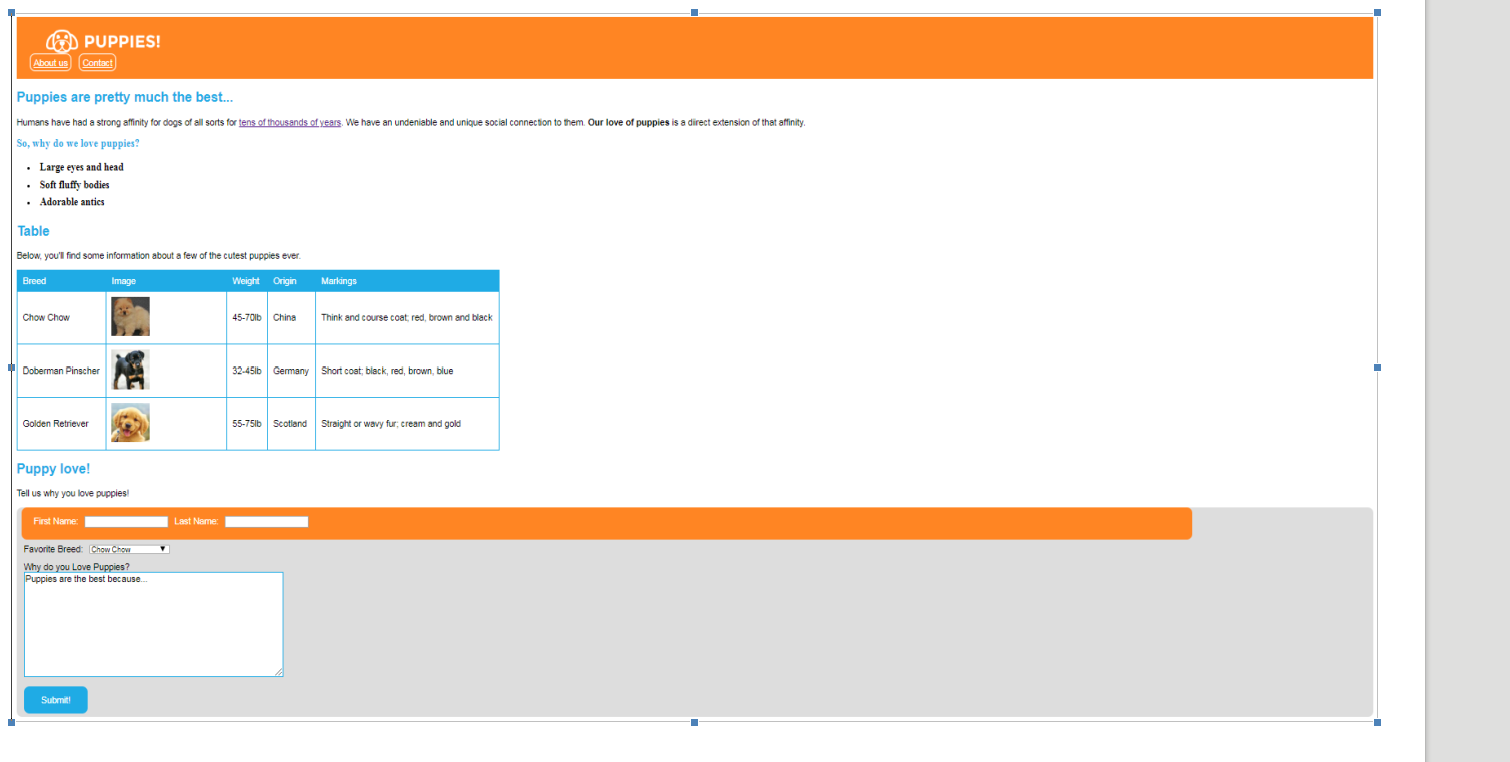 PUPPIES!
About us Contact
Puppies are pretty much the best...
Humans have had a strong affinity for dogs of all sorts for tens of thousands of years. We have an undeniable and unique social connection to them. Our love of puppies is a direct extension of that affinity.
So, why do we love puppies?
Large eyes and head
Soft fluffy bodies
Adorable antics
Table
Below, you'll find some information about a few of the cutest puppies ever.
Breed Image Weight Origin Markings
Chow Chow 45-70lb China Think and course coat; red, brown and black
Doberman Pinscher 32-45lb Germany Short coat; black, red, brown, blue
Golden Retriever 55-75lb Scotland Straight or wavy fur; cream and gold
Puppy love!
Tell us why you love puppies!
First Name: Last Name:
Favorite Breed: Chow Chow
Why do you Love Puppies?
Puppies are the best because...
Submit!